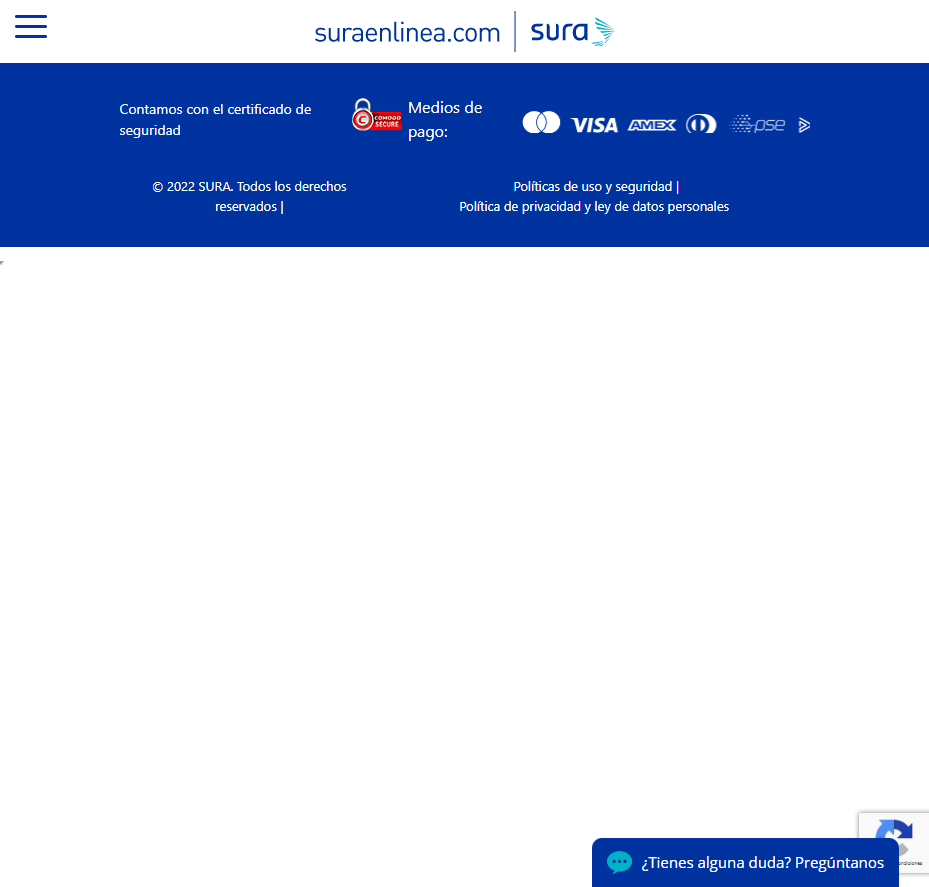 suraenlinea.com
sura
Contamos con el certificado de
seguridad
COMODO
SECURE
Medios de
pago:
VISA
AMEX
pse
© 2022 SURA. Todos los derechos
reservados |
Políticas de uso y seguridad |
Política de privacidad y ley de datos personales
¿Tienes alguna duda? Pregúntanos